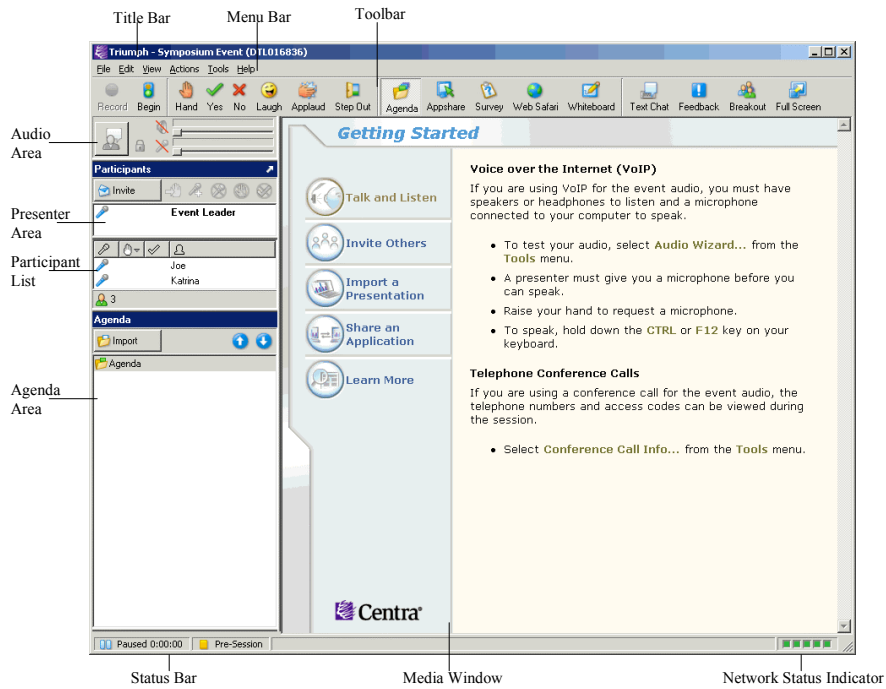 Title Bar Menu Bar Toolbar
Triumph - Symposium Event (DTL016836)
File Edit View Actions Tools Help
Record Begin Hand Yes No Laugh Applaud Step Out Agenda Appshare Survey Web Safari Whiteboard Text Chat Feedback Breakout Full Screen
Audio
Area
Participants
Invite
Presenter
Area
Event Leader
Participant
List
Joe
Katrina
3
Agenda
Import
Agenda
Agenda
Area
Getting Started
Talk and Listen
Invite Others
Import a
Presentation
Share an
Application
Learn More
Centra®
Voice over the Internet (VoIP)
If you are using VoIP for the event audio, you must have
speakers or headphones to listen and a microphone
connected to your computer to speak.
• To test your audio, select Audio Wizard... from the
Tools menu.
• A presenter must give you a microphone before you
can speak.
• Raise your hand to request a microphone.
• To speak, hold down the CTRL or F12 key on your
keyboard.
Telephone Conference Calls
If you are using a conference call for the event audio, the
telephone numbers and access codes can be viewed during
the session.
• Select Conference Call Info... from the Tools menu.
Paused 0:00:00 Pre-Session
Status Bar Media Window Network Status Indicator